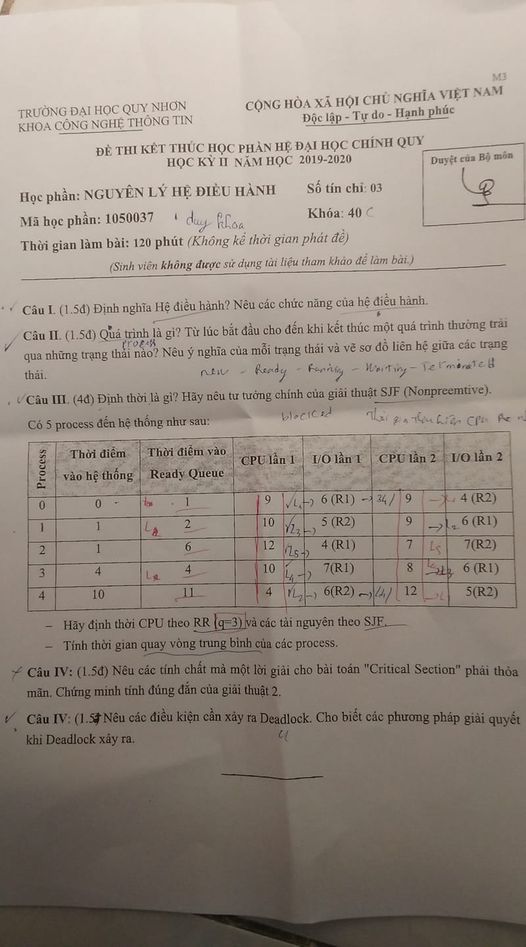 M3
TRƯỜNG ĐẠI HỌC QUY NHƠN
KHOA CÔNG NGHỆ THÔNG TIN
CỘNG HÒA XÃ HỘI CHỦ NGHĨA VIỆT NAM
Độc lập - Tự do - Hạnh phúc
ĐỀ THI KẾT THÚC HỌC PHẦN HỆ ĐẠI HỌC CHÍNH QUY
HỌC KỲ II NĂM HỌC 2019-2020
Duyệt của Bộ môn
Học phần: NGUYÊN LÝ HỆ ĐIỀU HÀNH
Số tín chỉ: 03
Mã học phần: 1050037
duy khoa
Khóa: 40 C
Thời gian làm bài: 120 phút (Không kể thời gian phát đề)
(Sinh viên không được sử dụng tài liệu tham khảo để làm bài.)
Câu I. (1.5đ) Định nghĩa Hệ điều hành? Nêu các chức năng của hệ điều hành.
Câu II. (1.5đ) Quá trình là gì? Từ lúc bắt đầu cho đến khi kết thúc một quá trình thường trải
qua những trạng thái nào? Nêu ý nghĩa của mỗi trạng thái và vẽ sơ đồ liên hệ giữa các trạng
thái.
new - Ready - Running - Waiting - Terminated
Câu III. (4đ) Định thời là gì? Hãy nêu tư tưởng chính của giải thuật SJF (Nonpreemtive).
blocked
Có 5 process đến hệ thống như sau:
Process Thời điểm vào hệ thống Thời điểm vào Ready Queue CPU lần 1 I/O lần 1 CPU lần 2 I/O lần 2
0 0 1 9 6 (R1) 9 4 (R2)
1 1 2 10 5 (R2) 9 6 (R1)
2 1 6 12 4 (R1) 7 7(R2)
3 4 4 10 7(R1) 8 6 (R1)
4 10 11 4 6(R2) 12 5(R2)
– Hãy định thời CPU theo RR (q=3) và các tài nguyên theo SJF.
– Tính thời gian quay vòng trung bình của các process.
Câu IV: (1.5đ) Nêu các tính chất mà một lời giải cho bài toán "Critical Section" phải thỏa
mãn. Chứng minh tính đúng đắn của giải thuật 2.
Câu IV: (1.5đ Nêu các điều kiện cần xảy ra Deadlock. Cho biết các phương pháp giải quyết
khi Deadlock xảy ra.